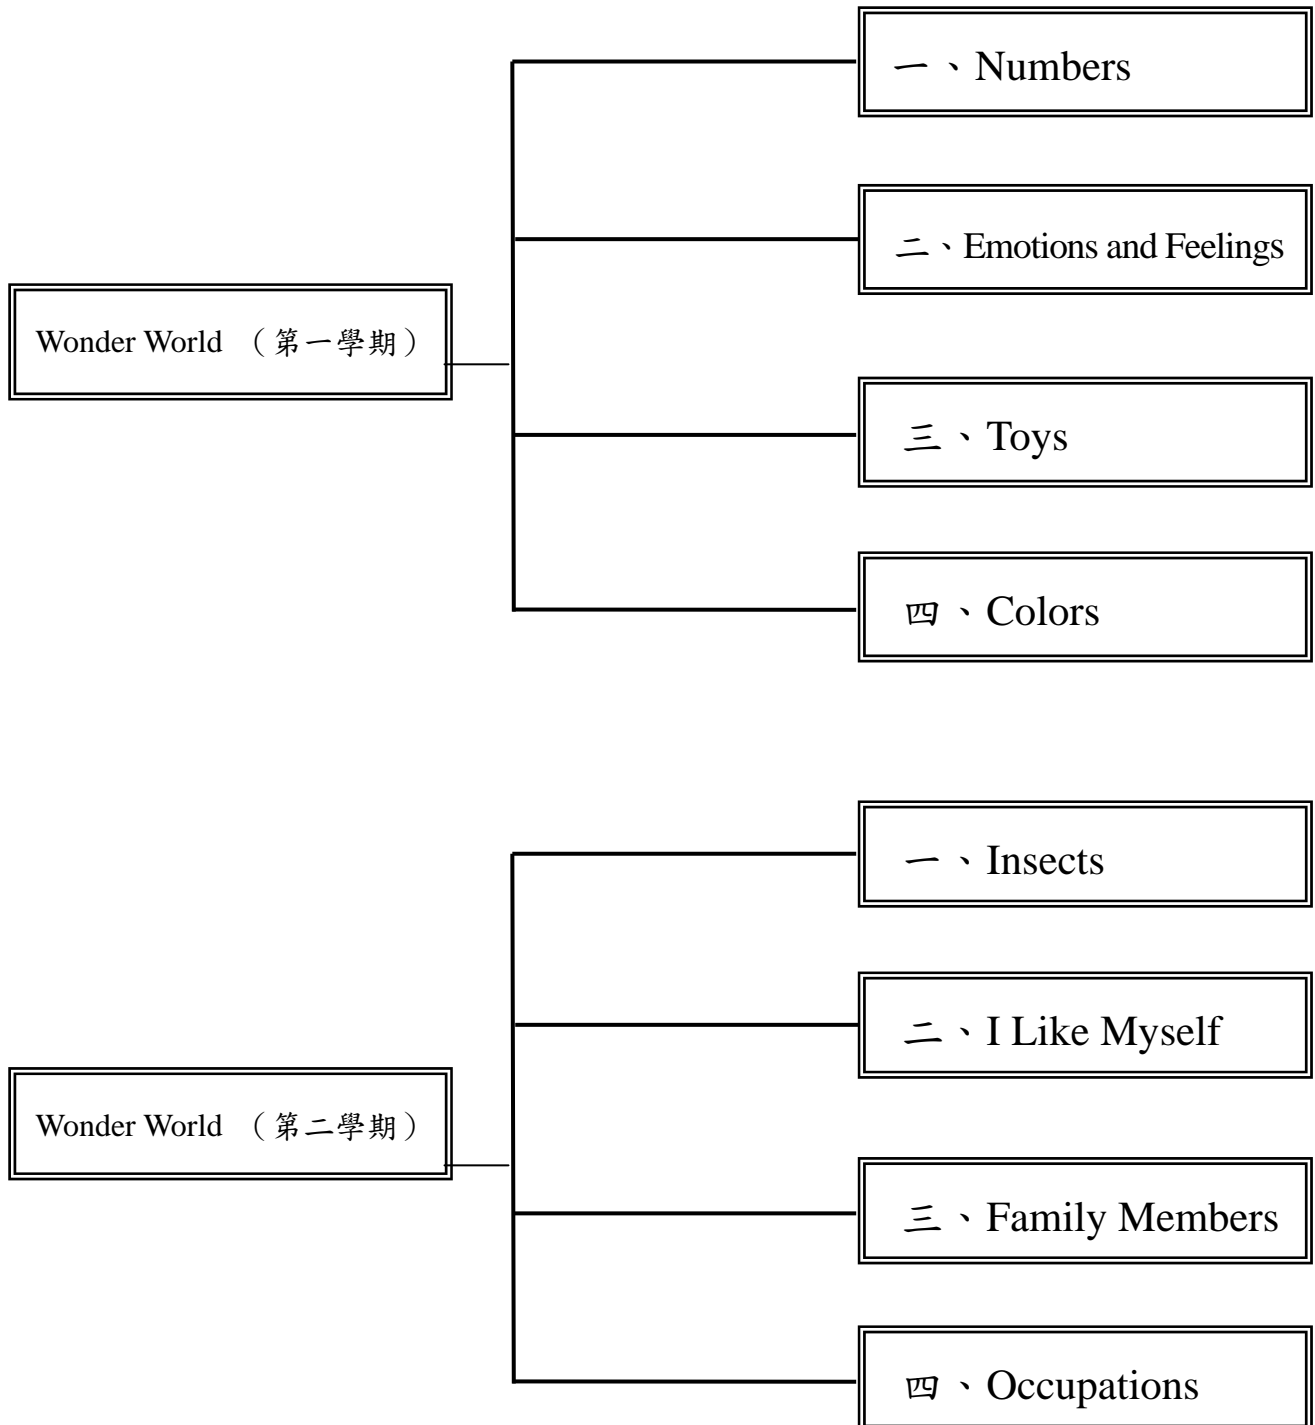 一、Numbers
二、Emotions and Feelings
Wonder World （第一學期）
三、Toys
四、Colors
一、Insects
二、I Like Myself
Wonder World （第二學期）
三、Family Members
四、Occupations